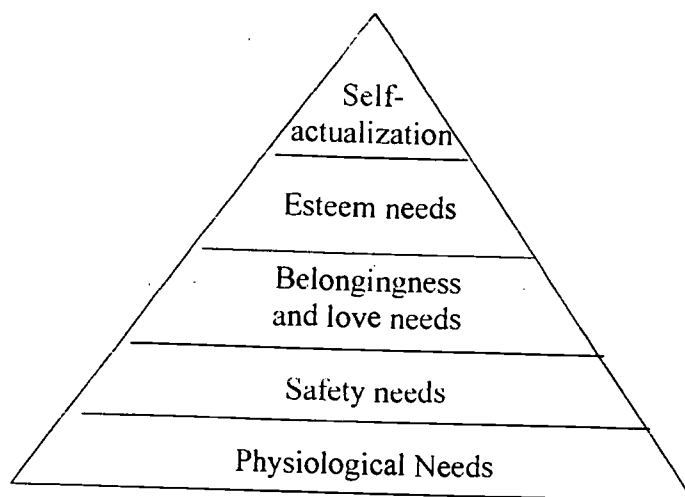 Self-
actualization
Esteem needs
Belongingness
and love needs
Safety needs
Physiological Needs